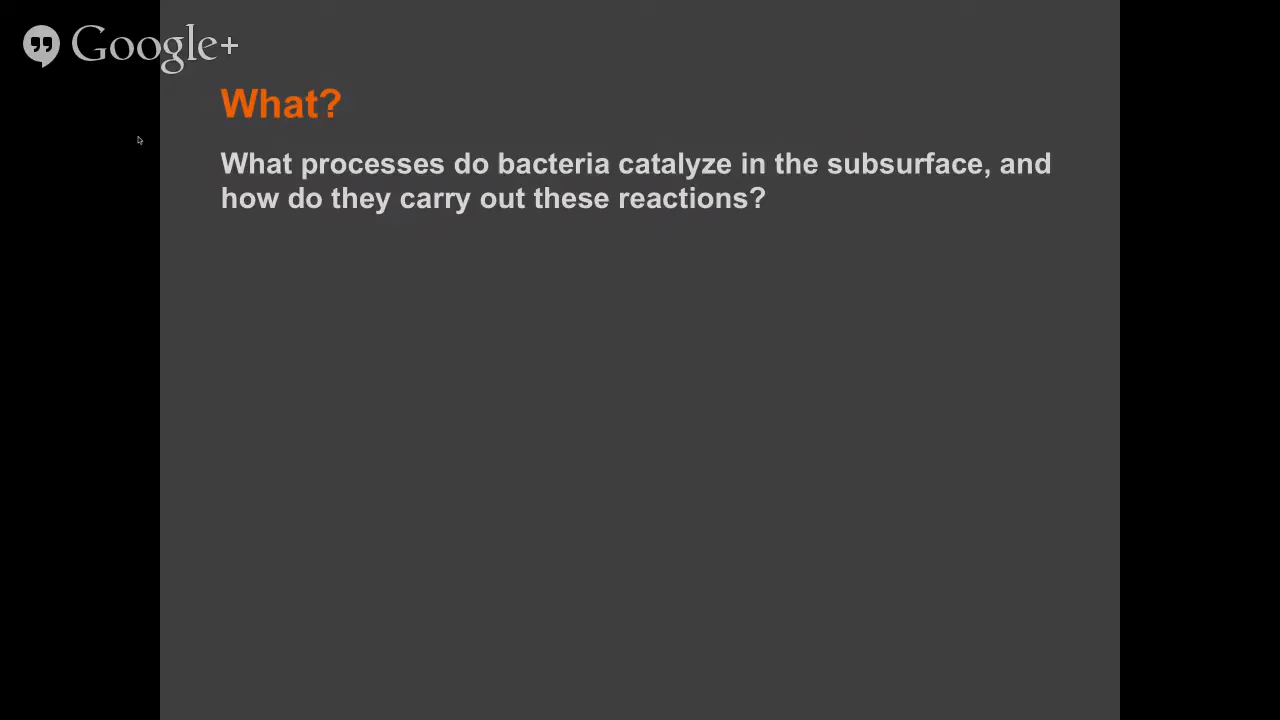 Google+
What?
What processes do bacteria catalyze in the subsurface, and
how do they carry out these reactions?